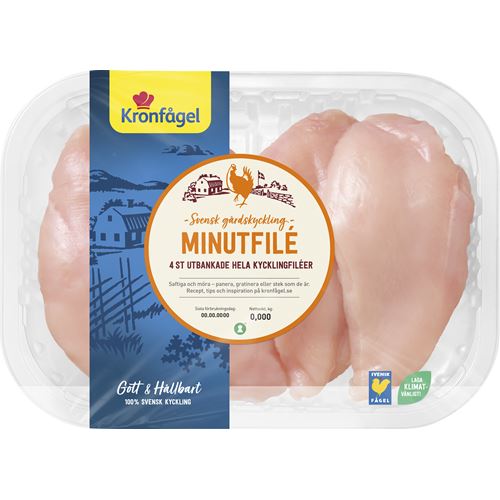 Kronfågel
Svensk gårdskyckling
MINUTFILÉ
4 ST UTBANKADE HELA KYCKLINGFILÉER
Saftiga och möra – panera, gratinera eller stek som de är.
Recept, tips och inspiration på kronfågel.se
Sista förbrukningsdag:
00.00.0000
Nettovikt, kg:
0,000
Gott & Hållbart
100% SVENSK KYCKLING
SVENSK
FÅGEL
LAGA
KLIMAT-
VÄNLIGT!